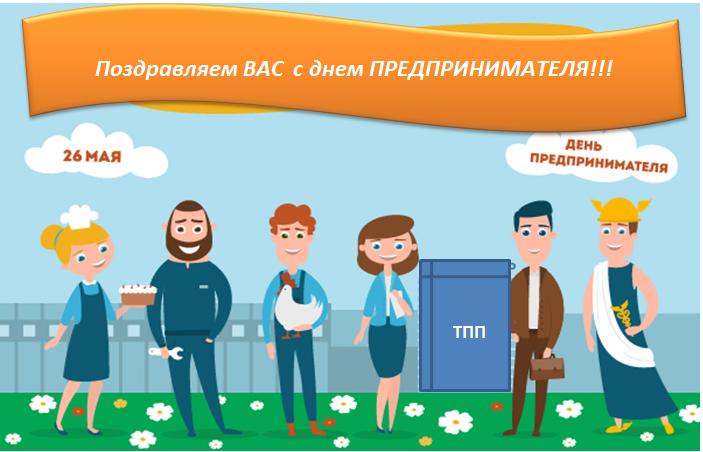 Поздравляем ВАС с днем ПРЕДПРИНИМАТЕЛЯ!!!
26 МАЯ
ДЕНЬ
ПРЕДПРИНИМАТЕЛЯ
ТПП